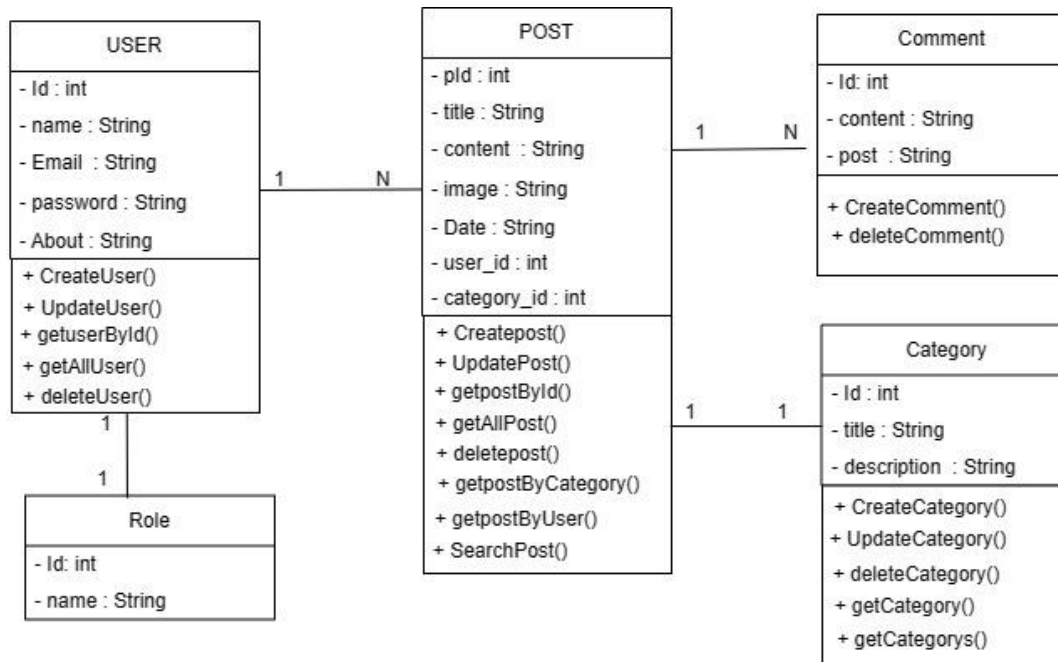 USER
- Id : int
- name : String
- Email : String
- password : String
- About : String
+ CreateUser()
+ UpdateUser()
+ getuserById()
+ getAllUser()
+ deleteUser()
1
1
Role
- Id: int
- name : String
1
N
POST
- pId : int
- title : String
- content : String
- image : String
- Date : String
- user_id : int
- category_id : int
+ Createpost()
+ UpdatePost()
+ getpostById()
+ getAllPost()
+ deletepost()
+ getpostByCategory()
+ getpostByUser()
+ SearchPost()
1
N
Comment
- Id: int
- content : String
- post : String
+ CreateComment()
+ deleteComment()
1
1
Category
- Id : int
- title : String
- description : String
+ CreateCategory()
+ UpdateCategory()
+ deleteCategory()
+ getCategory()
+ getCategorys()